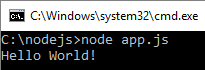 C:\Windows\system32\cmd.exe
C:\nodejs>node app.js
Hello World!